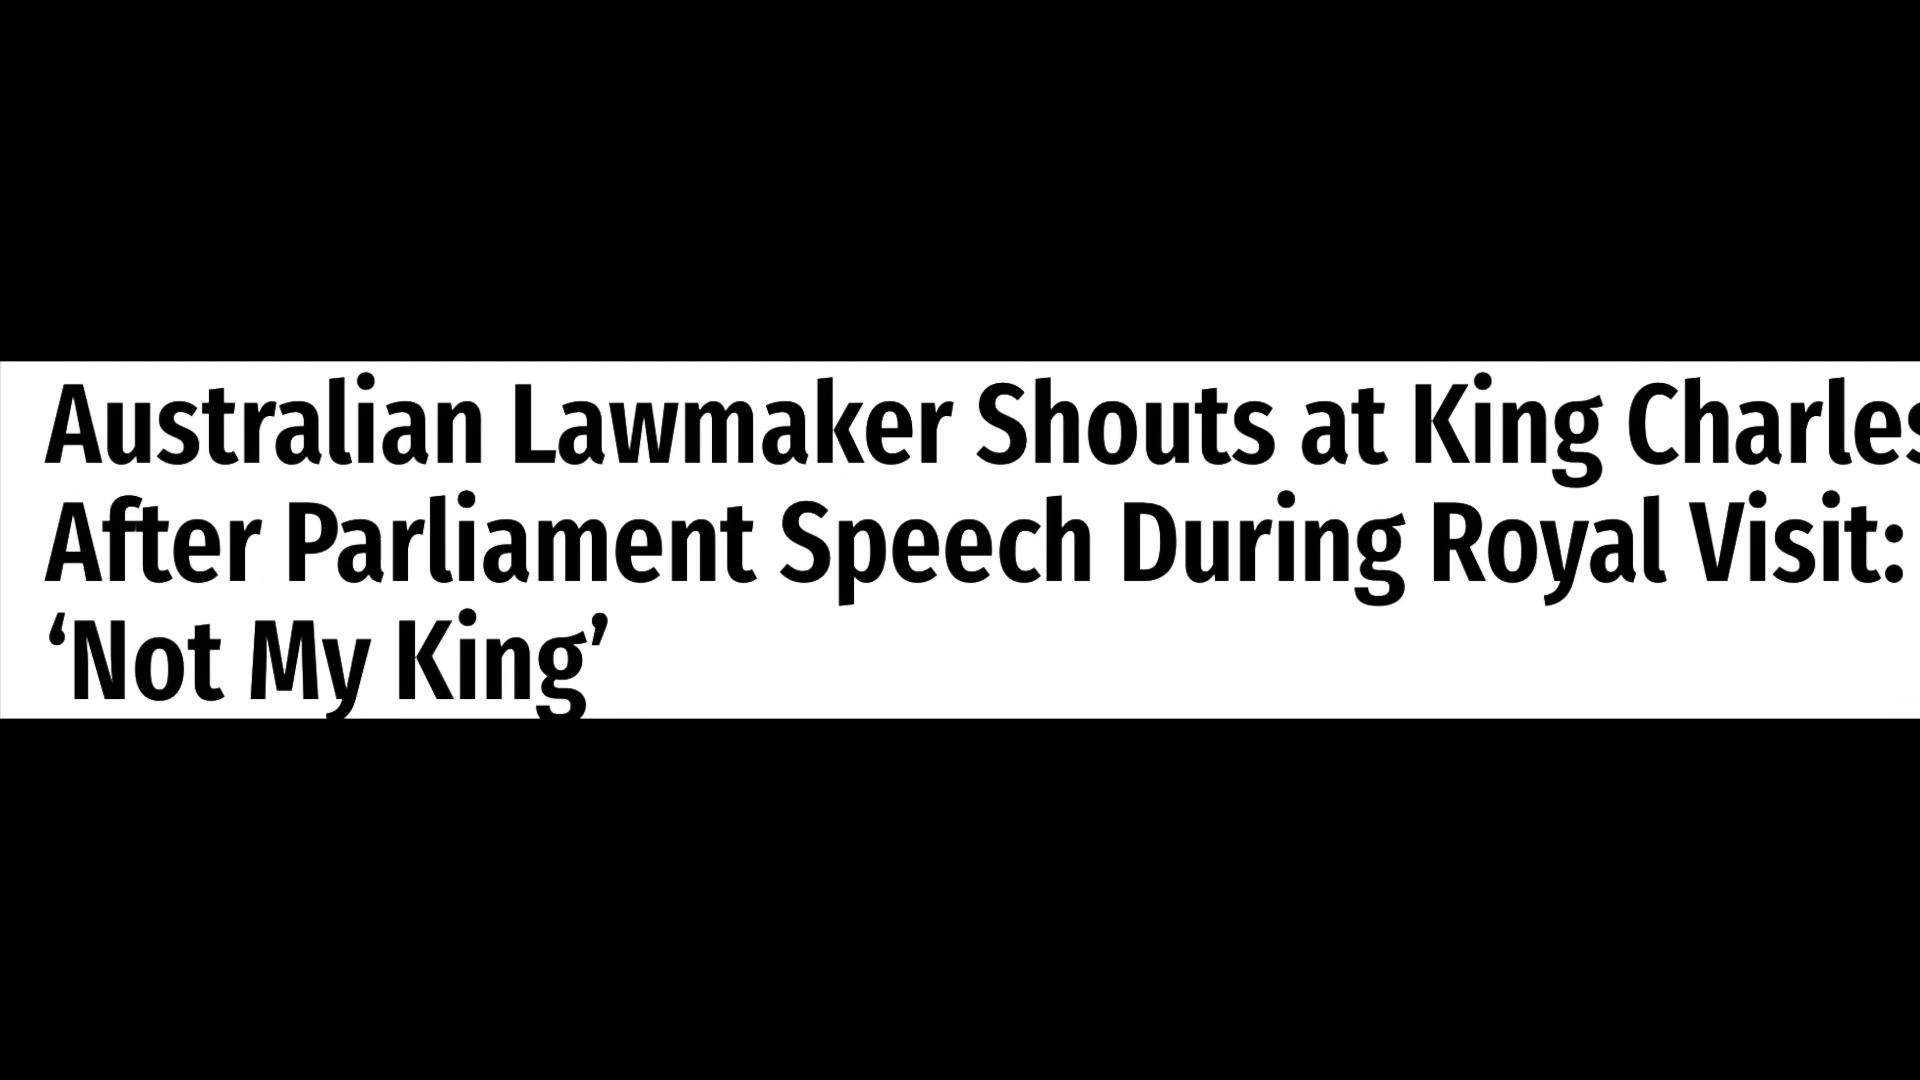 Australian Lawmaker Shouts at King Charles
After Parliament Speech During Royal Visit:
‘Not My King’